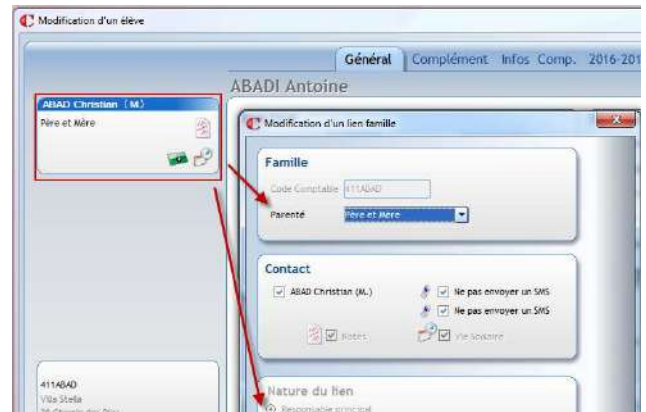 Modification d'un élève
Général Complément Infos Comp. 2016-201
ABADI Antoine
ABAD Christian (M.)
Père et Mère
Modification d'un lien famille
Famille
Code Comptable 411ABAD
Parenté Père et Mère
Contact
ABAD Christian (M.) Ne pas envoyer un SMS
Ne pas envoyer un SMS
Notes Vie scolaire
Nature du lien
Responsable principal
411ABAD
Villa Stella